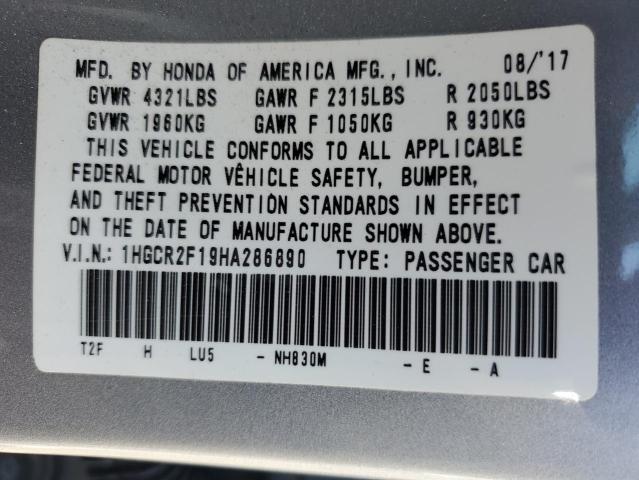 MFD. BY HONDA OF AMERICA MFG., INC. 08/'17
GVWR 4321LBS GAWR F 2315LBS R 2050LBS
GVWR 1960KG GAWR F 1050KG R 930KG
THIS VEHICLE CONFORMS TO ALL APPLICABLE
FEDERAL MOTOR VEHICLE SAFETY, BUMPER,
AND THEFT PREVENTION STANDARDS IN EFFECT
ON THE DATE OF MANUFACTURE SHOWN ABOVE.
V.I.N.: 1HGCR2F19HA286890 TYPE: PASSENGER CAR
T2F H LU5 - NH830M - E - A